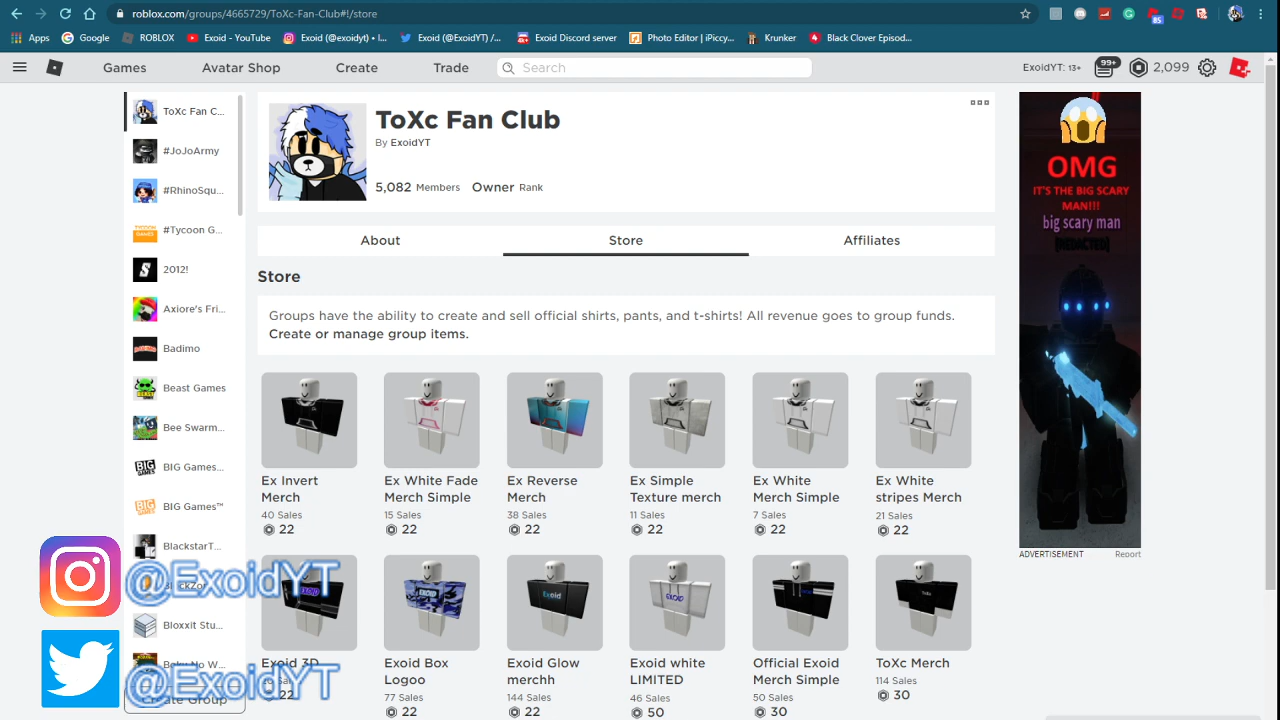 roblox.com/groups/4665729/ToXc-Fan-Club#!/store
85
Apps Google ROBLOX Exoid - YouTube Exoid (@exoidyt) • I... Exoid (@ExoidYT) /... Exoid Discord server Photo Editor | iPiccy... Krunker Black Clover Episod...
Games Avatar Shop Create Trade Search ExoidYT: 13+ 99+ 2,099
ToXc Fan C...
#JoJoArmy
#RhinoSqu...
#Tycoon G...
2012!
Axiore's Fri...
Badimo
Beast Games
Bee Swarm...
BIG Games...
BIG Games™
BlackstarT...
Bloxxit Stu...
Boku No W...
Create Group
ToXc Fan Club
By ExoidYT
5,082 Members Owner Rank
About Store Affiliates
Store
Groups have the ability to create and sell official shirts, pants, and t-shirts! All revenue goes to group funds.
Create or manage group items.
Ex Invert
Merch
40 Sales
22
Ex White Fade
Merch Simple
15 Sales
22
Ex Reverse
Merch
38 Sales
22
Ex Simple
Texture merch
11 Sales
22
Ex White
Merch Simple
7 Sales
22
Ex White
stripes Merch
21 Sales
22
Exoid 3D
22
Exoid Box
Logoo
77 Sales
22
Exoid Glow
merchh
144 Sales
22
Exoid white
LIMITED
46 Sales
50
Official Exoid
Merch Simple
50 Sales
30
ToXc Merch
114 Sales
30
OMG
IT'S THE BIG SCARY
MAN!!!
big scary man
[REDACTED]
ADVERTISEMENT Report
@ExoidYT
@ExoidYT